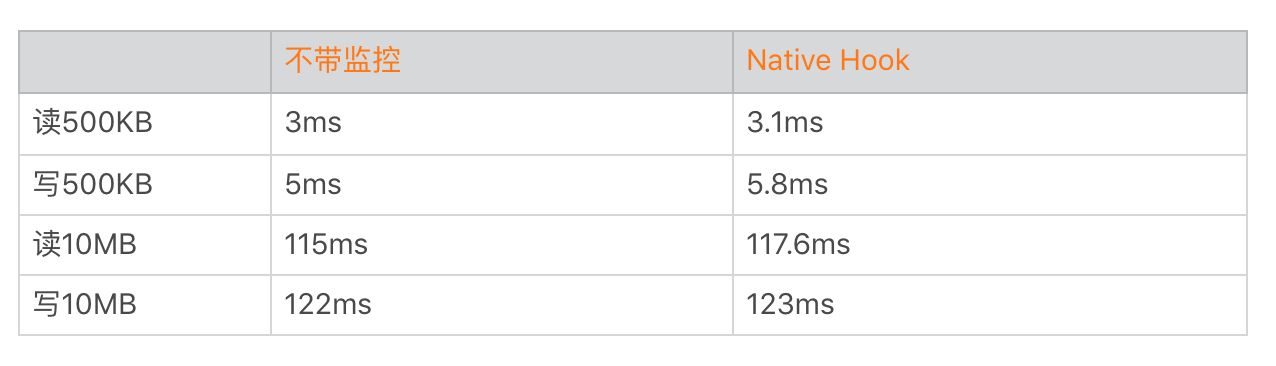 不带监控 Native Hook
读500KB 3ms 3.1ms
写500KB 5ms 5.8ms
读10MB 115ms 117.6ms
写10MB 122ms 123ms